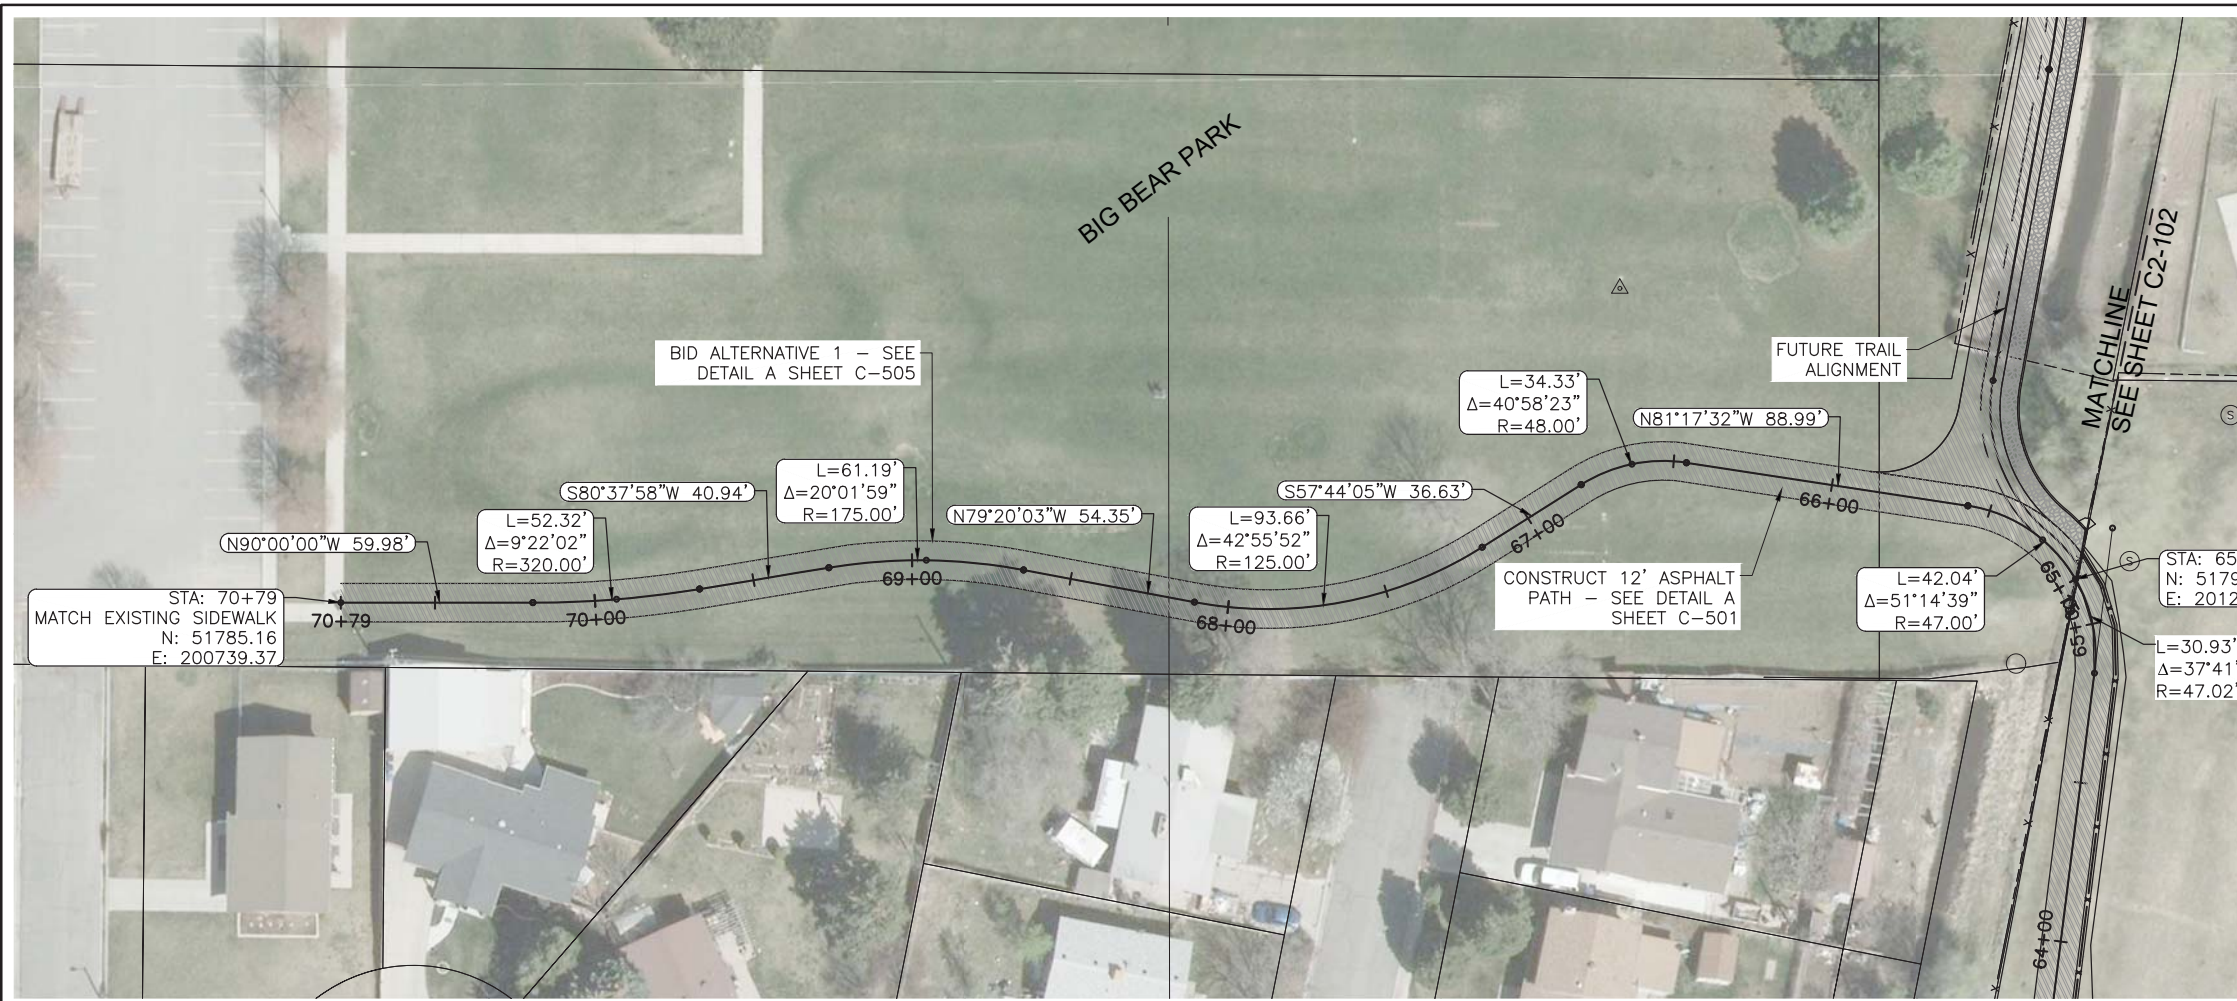 BIG BEAR PARK
MATCHLINE
SEE SHEET C2-102
BID ALTERNATIVE 1 – SEE
DETAIL A SHEET C-505
FUTURE TRAIL
ALIGNMENT
L=34.33'
Δ=40°58'23"
R=48.00'
N81°17'32"W 88.99'
L=61.19'
Δ=20°01'59"
R=175.00'
S80°37'58"W 40.94'
S57°44'05"W 36.63'
N79°20'03"W 54.35'
L=93.66'
Δ=42°55'52"
R=125.00'
L=52.32'
Δ=9°22'02"
R=320.00'
N90°00'00"W 59.98'
STA: 70+79
MATCH EXISTING SIDEWALK
N: 51785.16
E: 200739.37
70+79
70+00
69+00
68+00
67+00
66+00
CONSTRUCT 12' ASPHALT
PATH – SEE DETAIL A
SHEET C-501
L=42.04'
Δ=51°14'39"
R=47.00'
STA: 65
N: 5179
E: 2012
L=30.93'
Δ=37°41'
R=47.02'
64+00
S
S